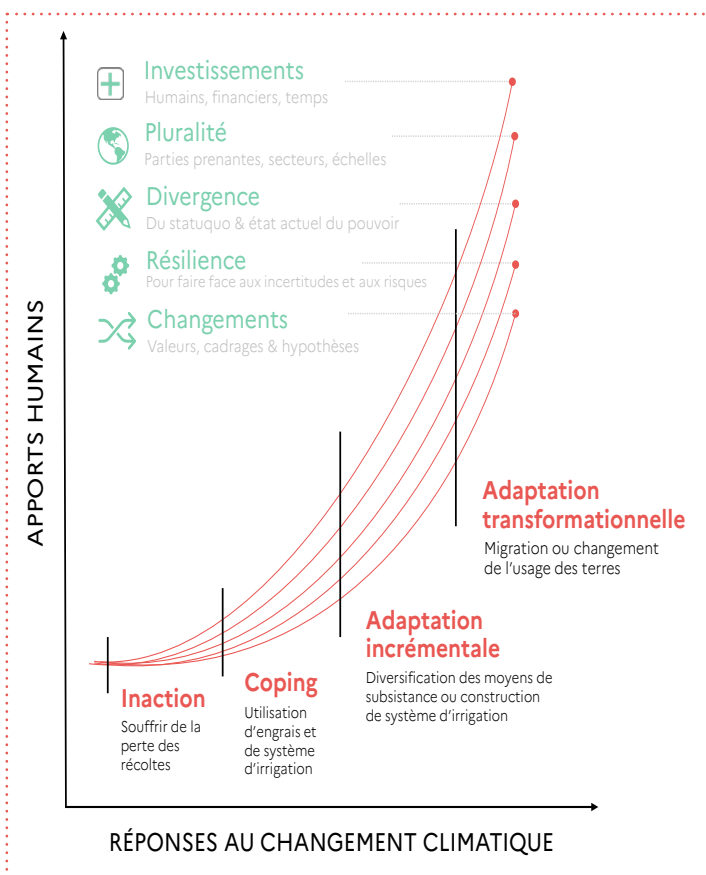 Investissements
Humains, financiers, temps
Pluralité
Parties prenantes, secteurs, échelles
Divergence
Du statuquo & état actuel du pouvoir
Résilience
Pour faire face aux incertitudes et aux risques
Changements
Valeurs, cadrages & hypothèses
APPORTS HUMAINS
Adaptation
transformationnelle
Migration ou changement
de l'usage des terres
Adaptation
incrémentale
Diversification des moyens de
subsistance ou construction
de système d'irrigation
Coping
Utilisation
d'engrais et
de système
d'irrigation
Inaction
Souffrir de la
perte des
récoltes
RÉPONSES AU CHANGEMENT CLIMATIQUE